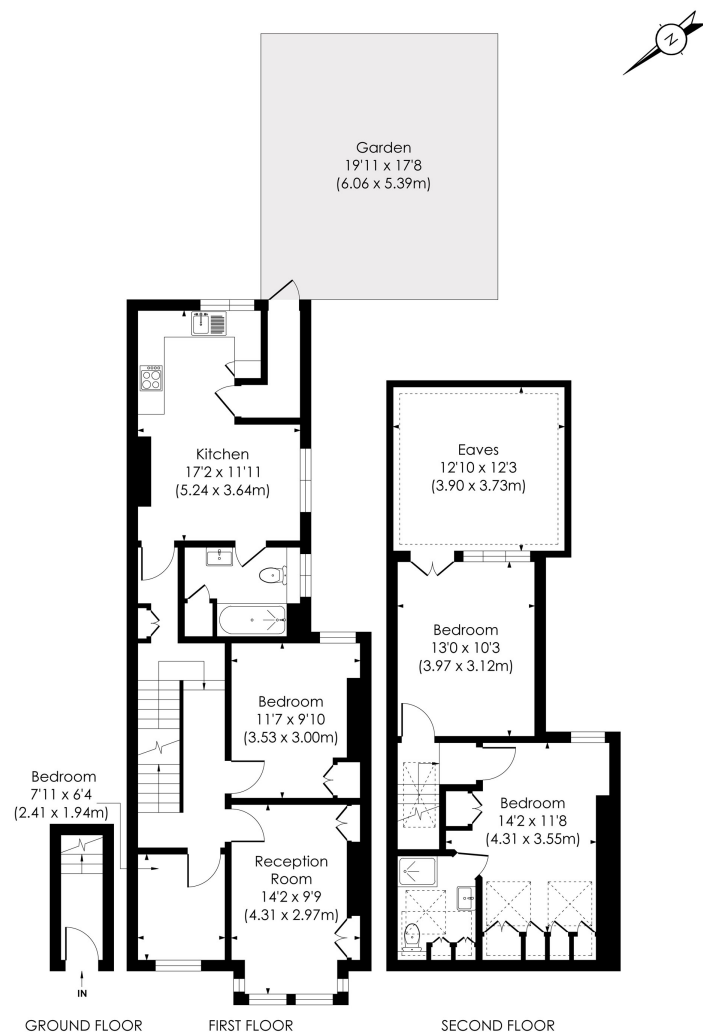 N
Garden
19'11 x 17'8
(6.06 x 5.39m)
Kitchen
17'2 x 11'11
(5.24 x 3.64m)
Eaves
12'10 x 12'3
(3.90 x 3.73m)
Bedroom
13'0 x 10'3
(3.97 x 3.12m)
Bedroom
11'7 x 9'10
(3.53 x 3.00m)
Bedroom
7'11 x 6'4
(2.41 x 1.94m)
Bedroom
14'2 x 11'8
(4.31 x 3.55m)
Reception
Room
14'2 x 9'9
(4.31 x 2.97m)
IN
GROUND FLOOR
FIRST FLOOR
SECOND FLOOR